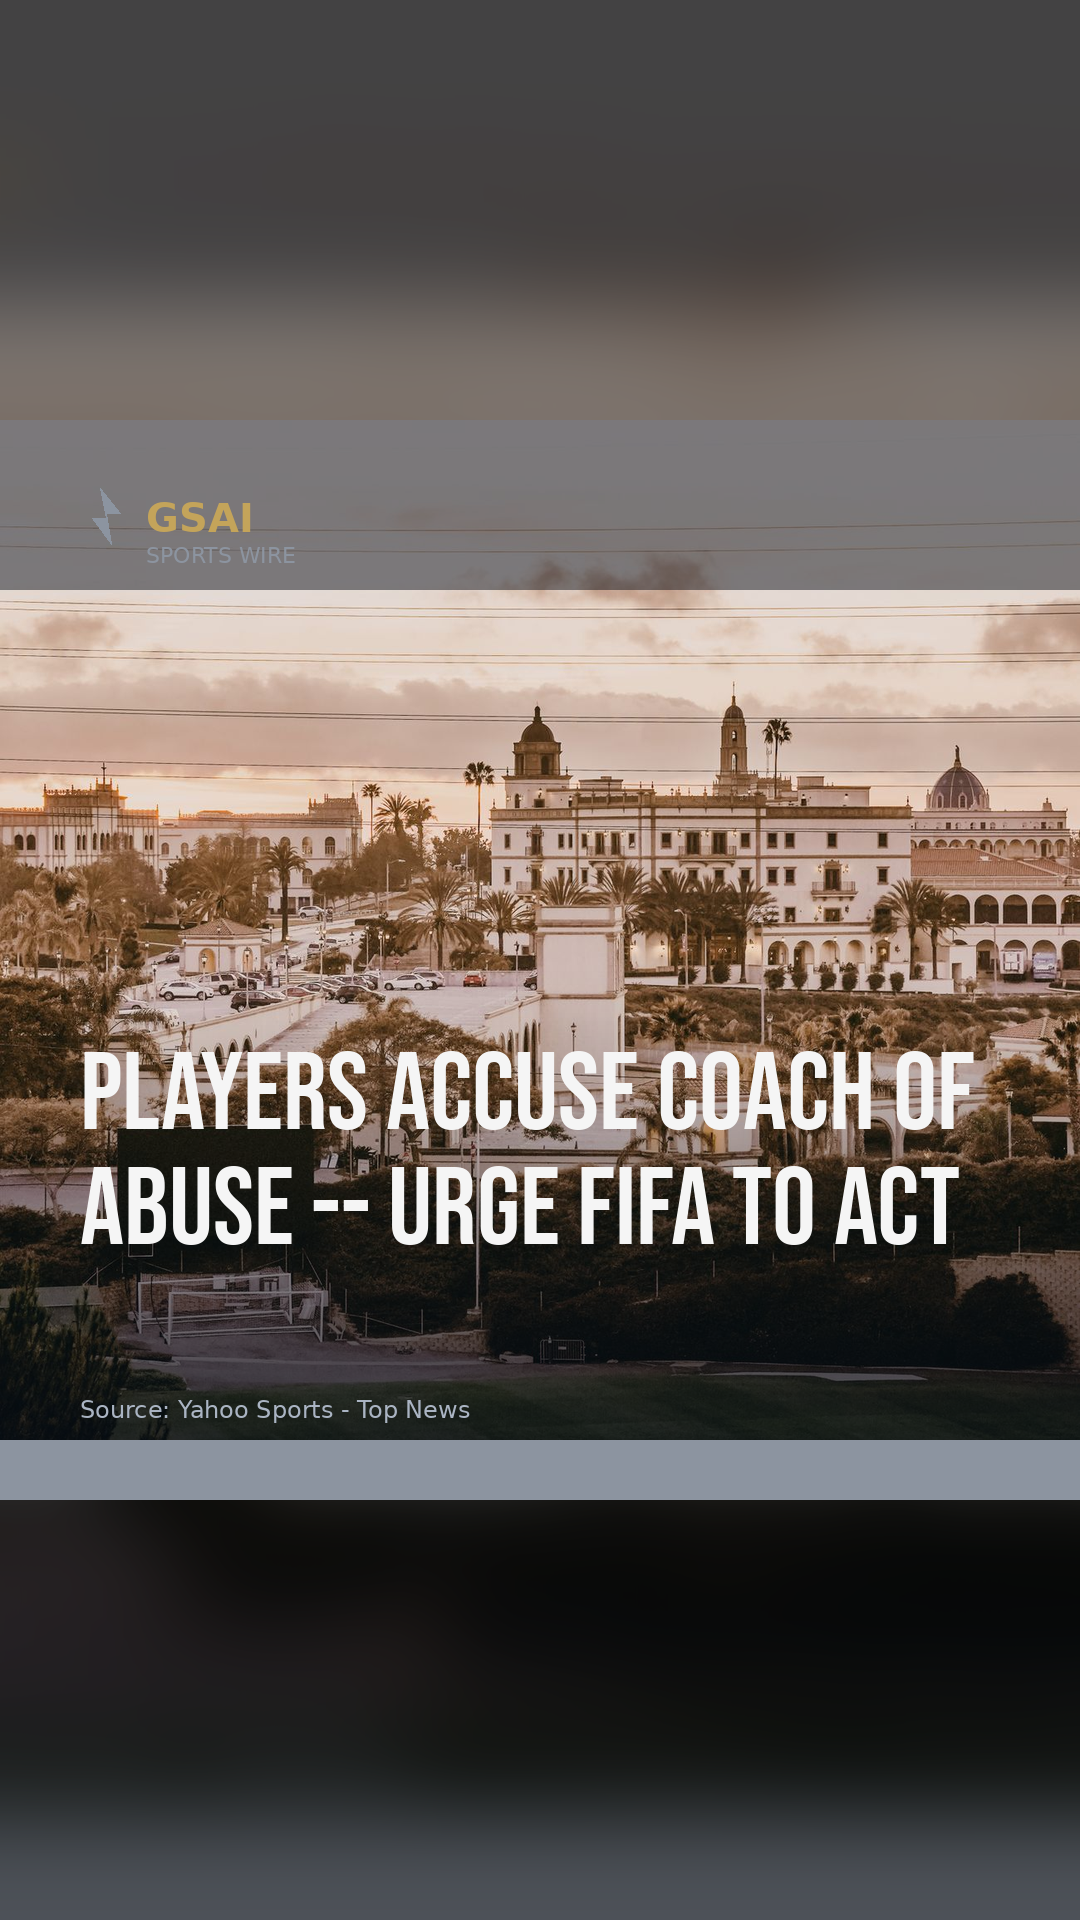 GSAI
SPORTS WIRE
PLAYERS ACCUSE COACH OF
ABUSE -- URGE FIFA TO ACT
Source: Yahoo Sports - Top News